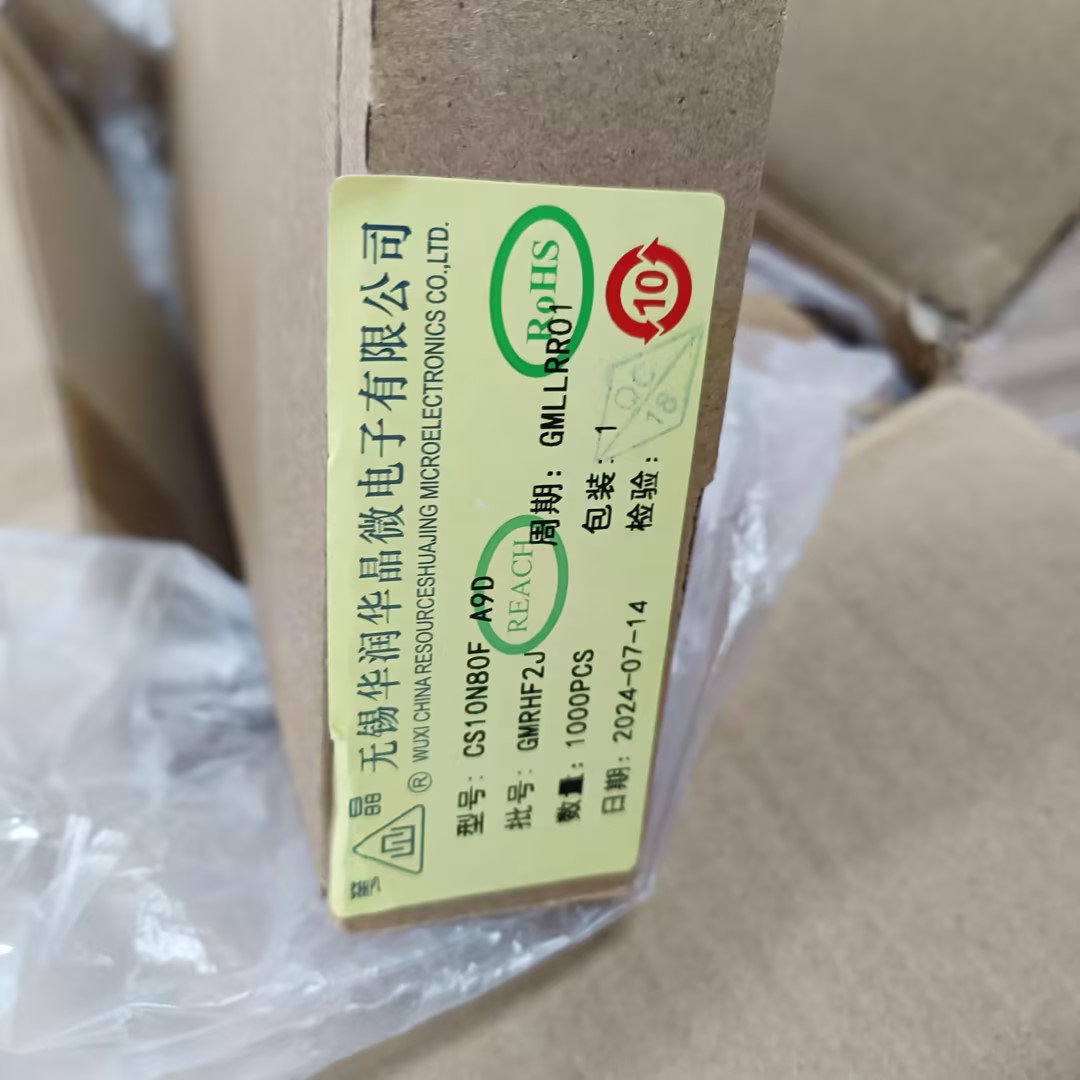 华晶
无锡华润华晶微电子有限公司
® WUXI CHINA RESOURCESHUAJING MICROELECTRONICS CO.,LTD.
型号: CS10N80F A9D
批号: GMRHF2J
周期: GMLLRR01
数量: 1000PCS
包装: 1
日期: 2024-07-14
检验:
RoHS
REACH
10
QC
18